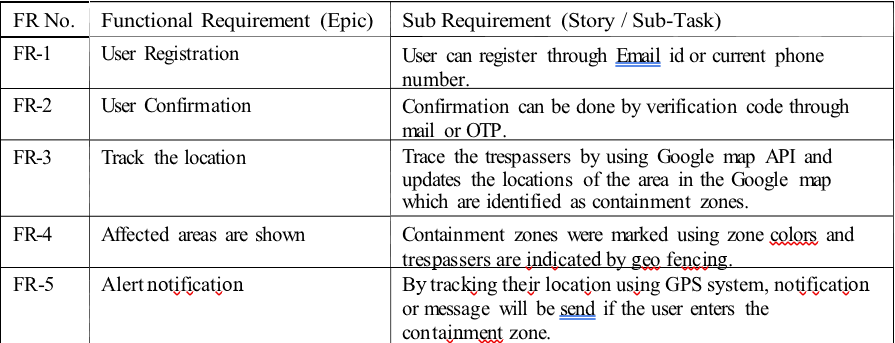 FR No. Functional Requirement (Epic) Sub Requirement (Story / Sub-Task)
FR-1 User Registration User can register through Email id or current phone
number.
FR-2 User Confirmation Confirmation can be done by verification code through
mail or OTP.
FR-3 Track the location Trace the trespassers by using Google map API and
updates the locations of the area in the Google map
which are identified as containment zones.
FR-4 Affected areas are shown Containment zones were marked using zone colors and
trespassers are indicated by geo fencing.
FR-5 Alert notification By tracking their location using GPS system, notification
or message will be send if the user enters the
containment zone.